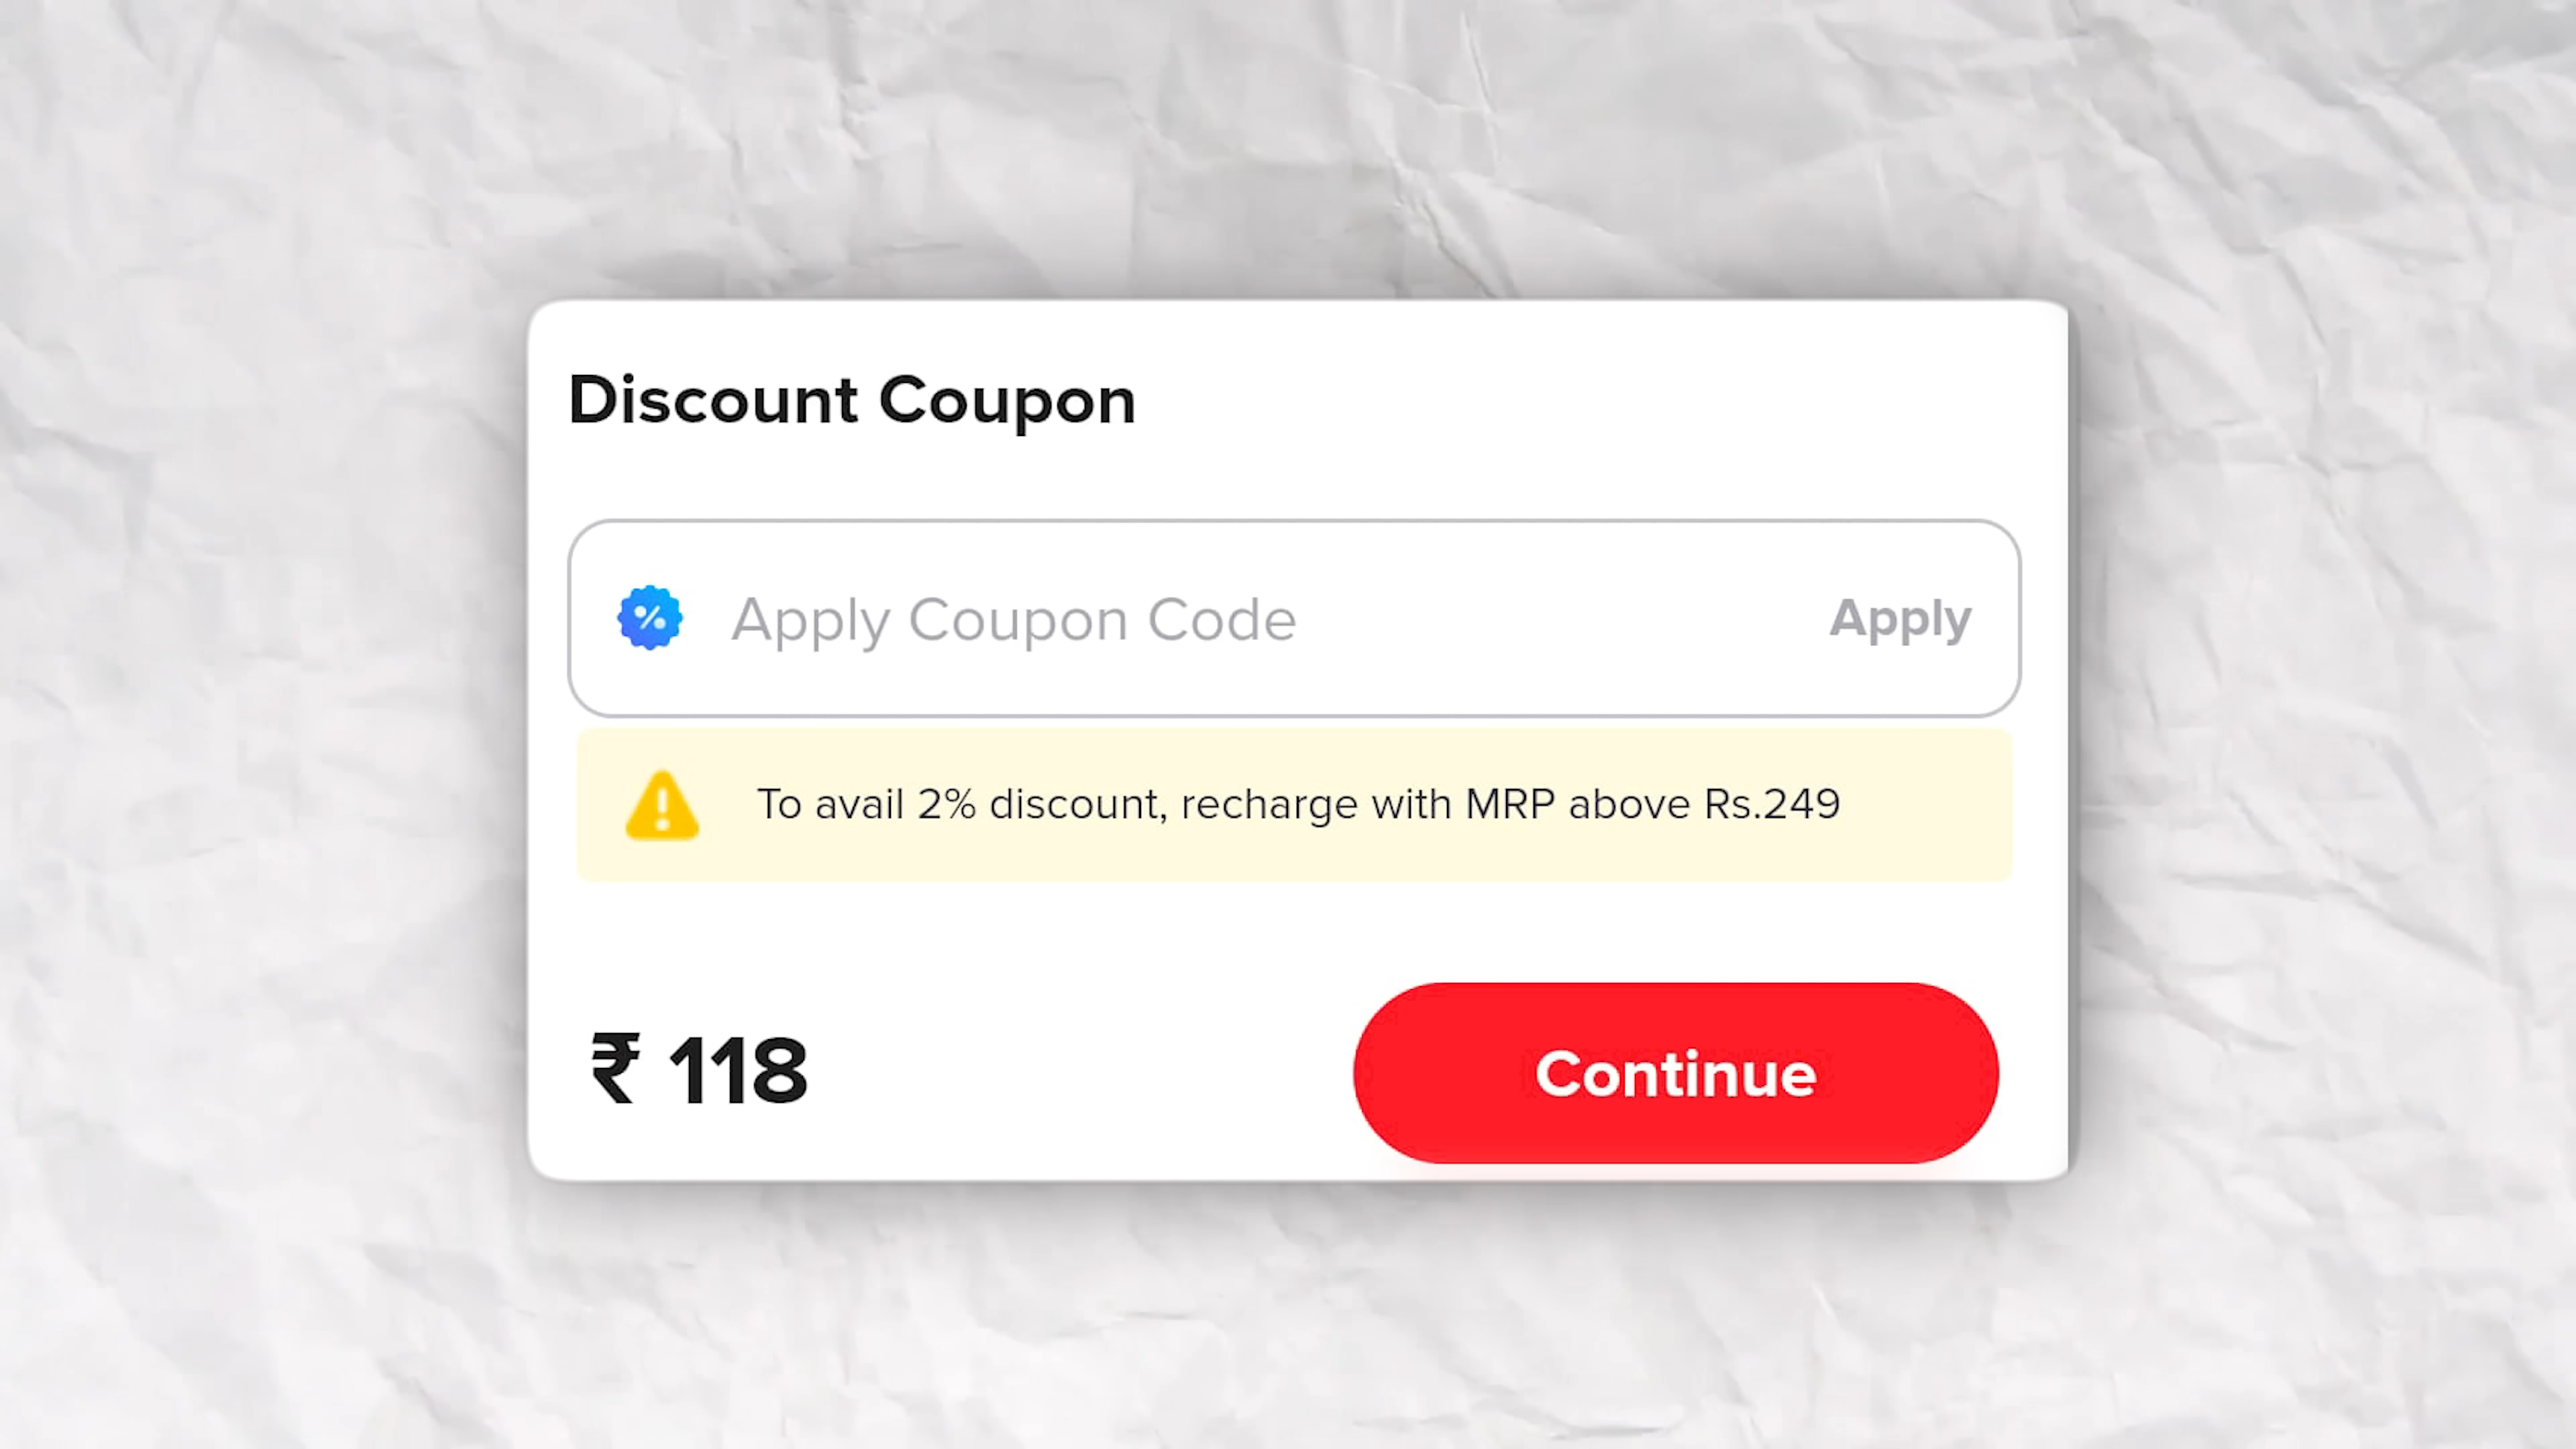 Discount Coupon
Apply Coupon Code
Apply
To avail 2% discount, recharge with MRP above Rs.249
₹ 118
Continue